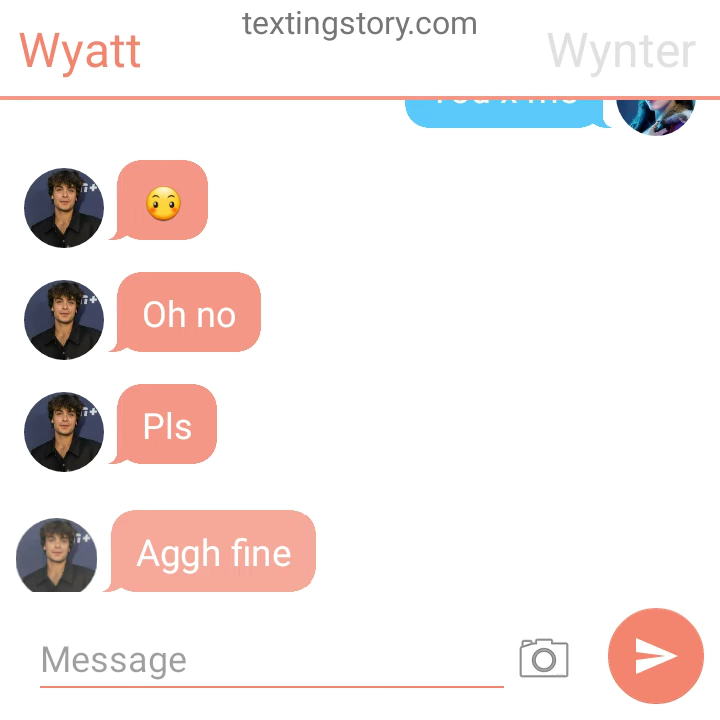 textingstory.com
Wyatt
Wynter
😶
Oh no
Pls
Aggh fine
Message